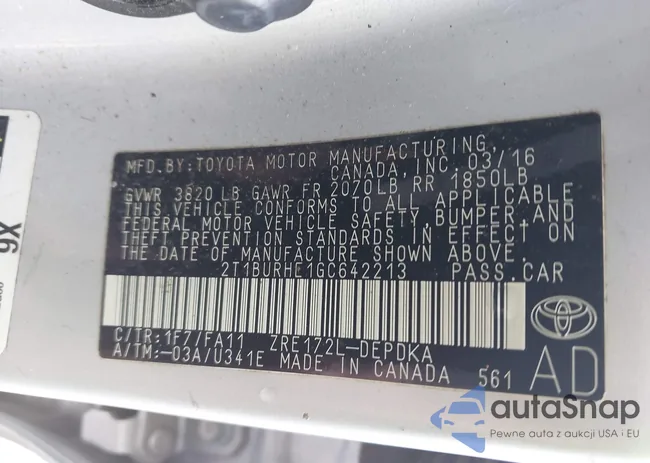 MFD. BY: TOYOTA MOTOR MANUFACTURING,
CANADA, INC. 03/16
GVWR 3820 LB GAWR FR 2070LB RR 1850LB
THIS VEHICLE CONFORMS TO ALL APPLICABLE
FEDERAL MOTOR VEHICLE SAFETY, BUMPER, AND
THEFT PREVENTION STANDARDS IN EFFECT ON
THE DATE OF MANUFACTURE SHOWN ABOVE.
2T1BURHE1GC642213 PASS. CAR
C/TR: 1F7/FA11 ZRE172L-DEPDKA
A/TM: -03A/U341E MADE IN CANADA 561
AD
9X
autaSnap
Pewne auta z aukcji USA i EU